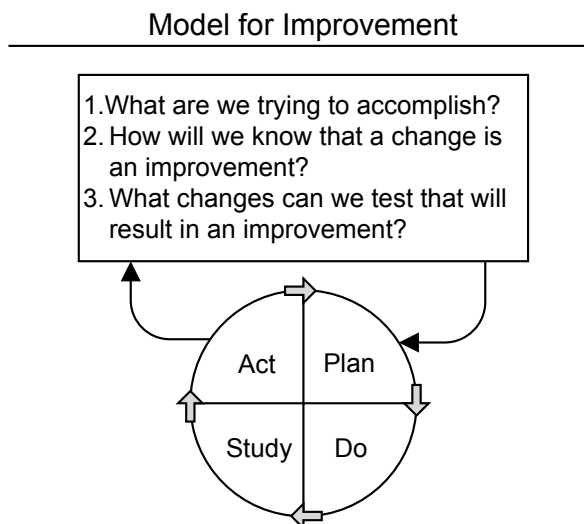 Model for Improvement
1.What are we trying to accomplish?
2. How will we know that a change is
an improvement?
3. What changes can we test that will
result in an improvement?
Act
Plan
Study
Do